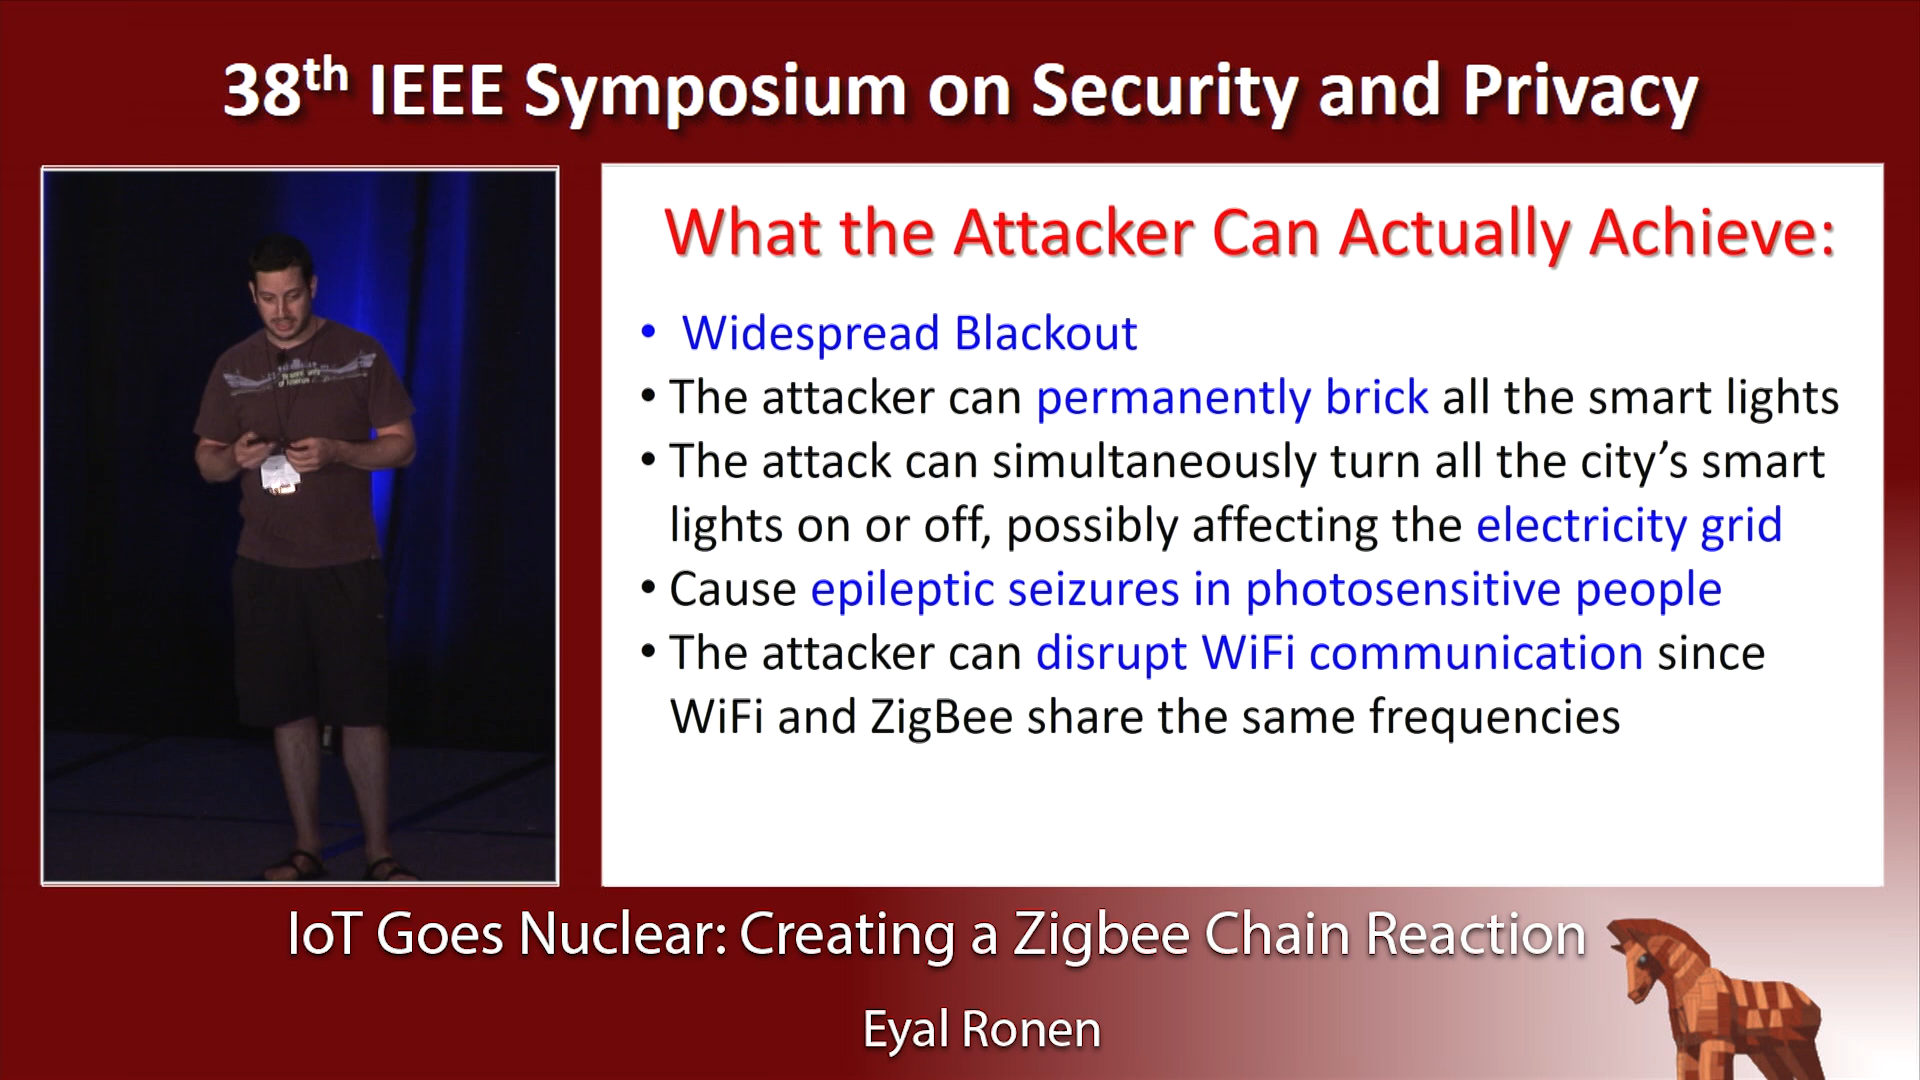 38th IEEE Symposium on Security and Privacy
What the Attacker Can Actually Achieve:
• Widespread Blackout
• The attacker can permanently brick all the smart lights
• The attack can simultaneously turn all the city's smart
lights on or off, possibly affecting the electricity grid
• Cause epileptic seizures in photosensitive people
• The attacker can disrupt WiFi communication since
WiFi and ZigBee share the same frequencies
IoT Goes Nuclear: Creating a Zigbee Chain Reaction
Eyal Ronen